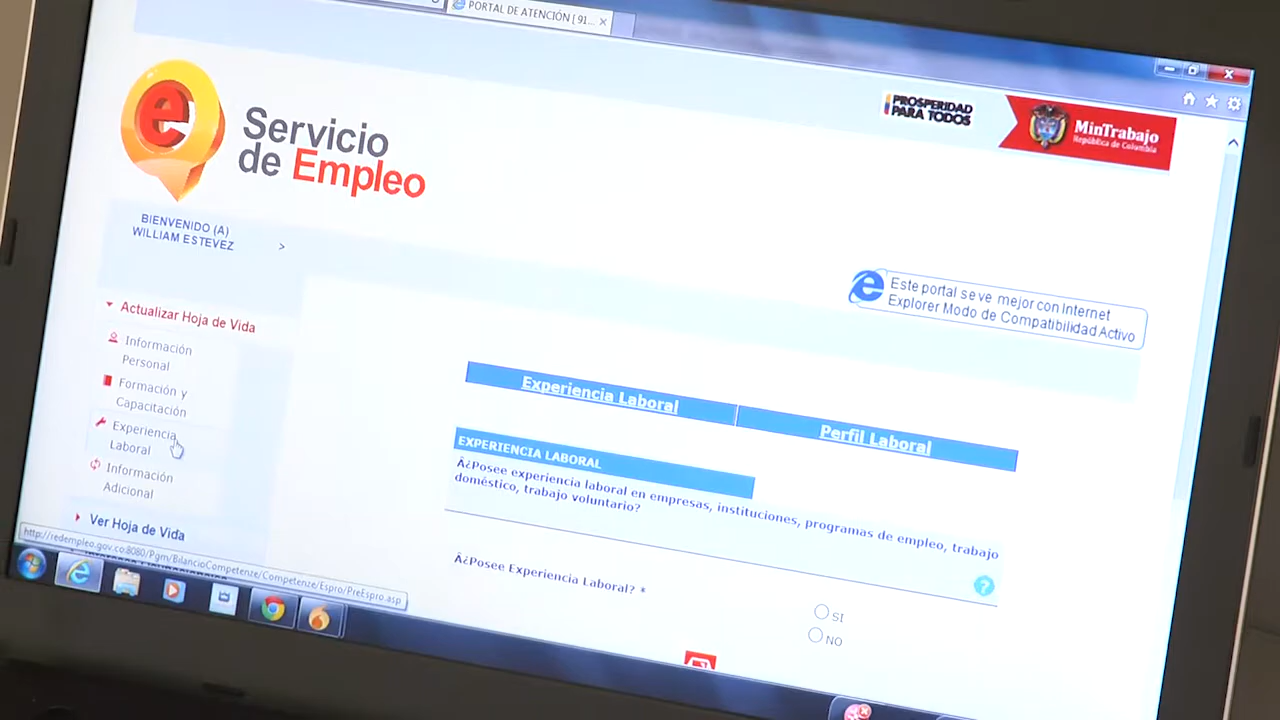 PORTAL DE ATENCIÓN [ 91...
e
Servicio
de Empleo
PROSPERIDAD
PARA TODOS
MinTrabajo
República de Colombia
BIENVENIDO (A)
WILLIAM ESTEVEZ >
Este portal se ve mejor con Internet
Explorer Modo de Compatibilidad Activo
Actualizar Hoja de Vida
Información
Personal
Formación y
Capacitación
Experiencia
Laboral
Información
Adicional
Ver Hoja de Vida
Experiencia Laboral
Perfil Laboral
EXPERIENCIA LABORAL
Â¿Posee experiencia laboral en empresas, instituciones, programas de empleo, trabajo
doméstico, trabajo voluntario?
?
Â¿Posee Experiencia Laboral? *
SI
NO
http://redempleo.gov.co:8080/Pgm/BilancioCompetenze/Competenze/Espro/PreEspro.asp